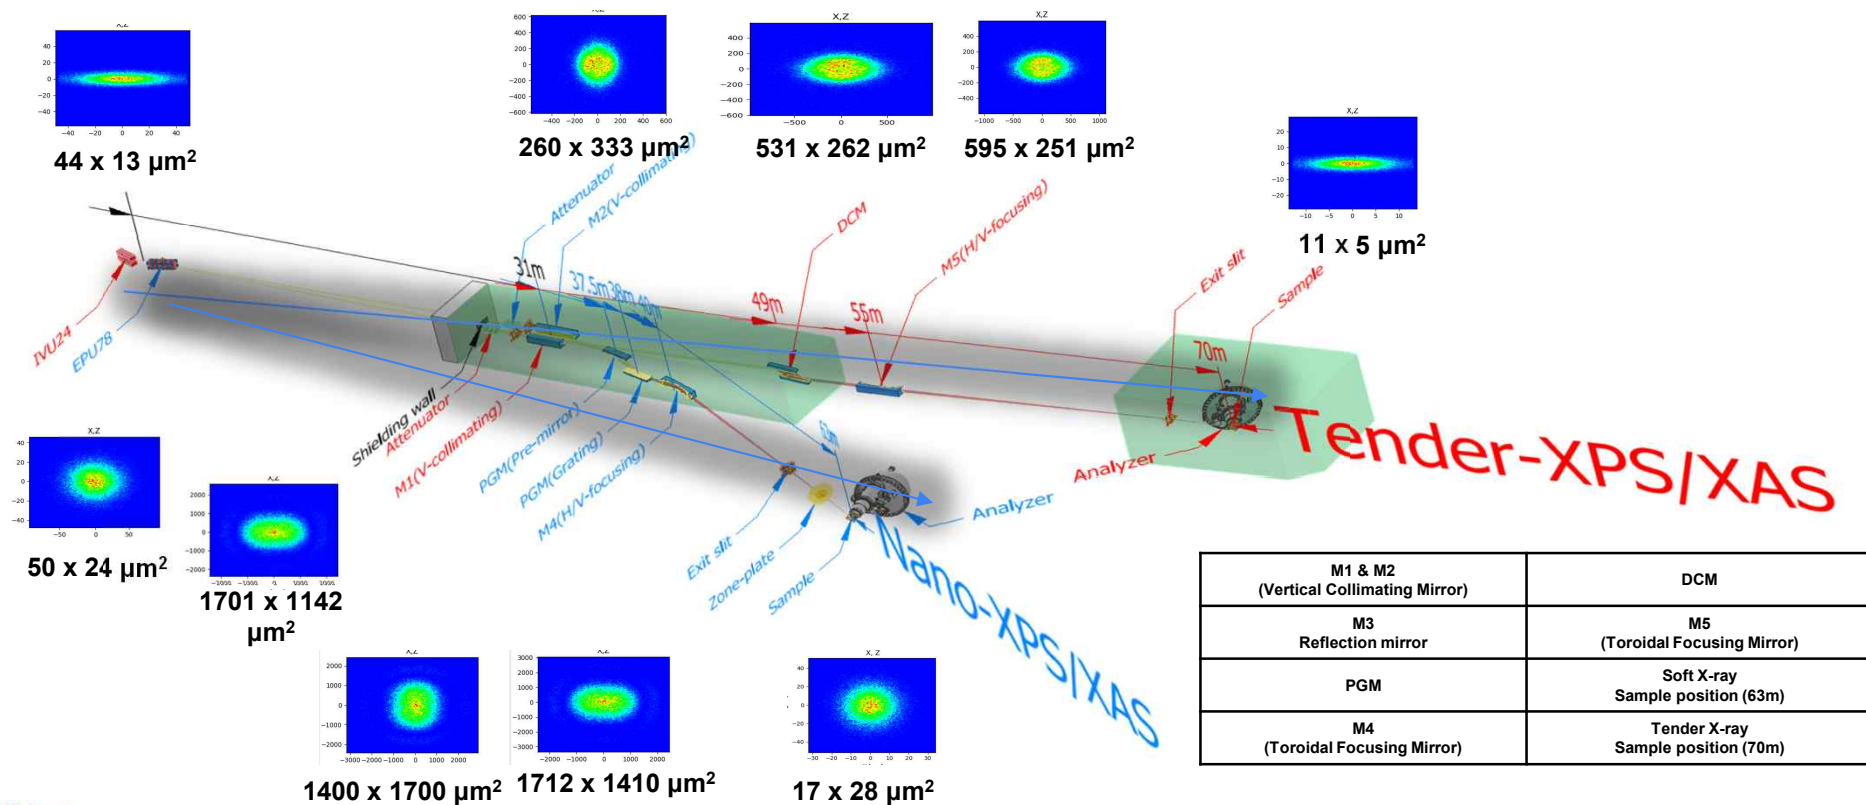 X,Z
44 x 13 µm²
X,Z
260 x 333 µm²
X,Z
531 x 262 µm²
X,Z
595 x 251 µm²
X,Z
11 x 5 µm²
IVU24
EPU78
31m
37.5m
38m
40m
49m
55m
70m
63m
Attenuator
M2(V-collimating)
DCM
M5(H/V-focusing)
Exit slit
Sample
Shielding wall
Attenuator
M1(V-collimating)
PGM(Pre-mirror)
PGM(Grating)
M4(H/V-focusing)
Exit slit
Zone-plate
Sample
Analyzer
Analyzer
Tender-XPS/XAS
Nano-XPS/XAS
X,Z
50 x 24 µm²
X,Z
1701 x 1142
µm²
X,Z
1400 x 1700 µm²
X,Z
1712 x 1410 µm²
X, Z
17 x 28 µm²
M1 & M2
(Vertical Collimating Mirror)
DCM
M3
Reflection mirror
M5
(Toroidal Focusing Mirror)
PGM
Soft X-ray
Sample position (63m)
M4
(Toroidal Focusing Mirror)
Tender X-ray
Sample position (70m)